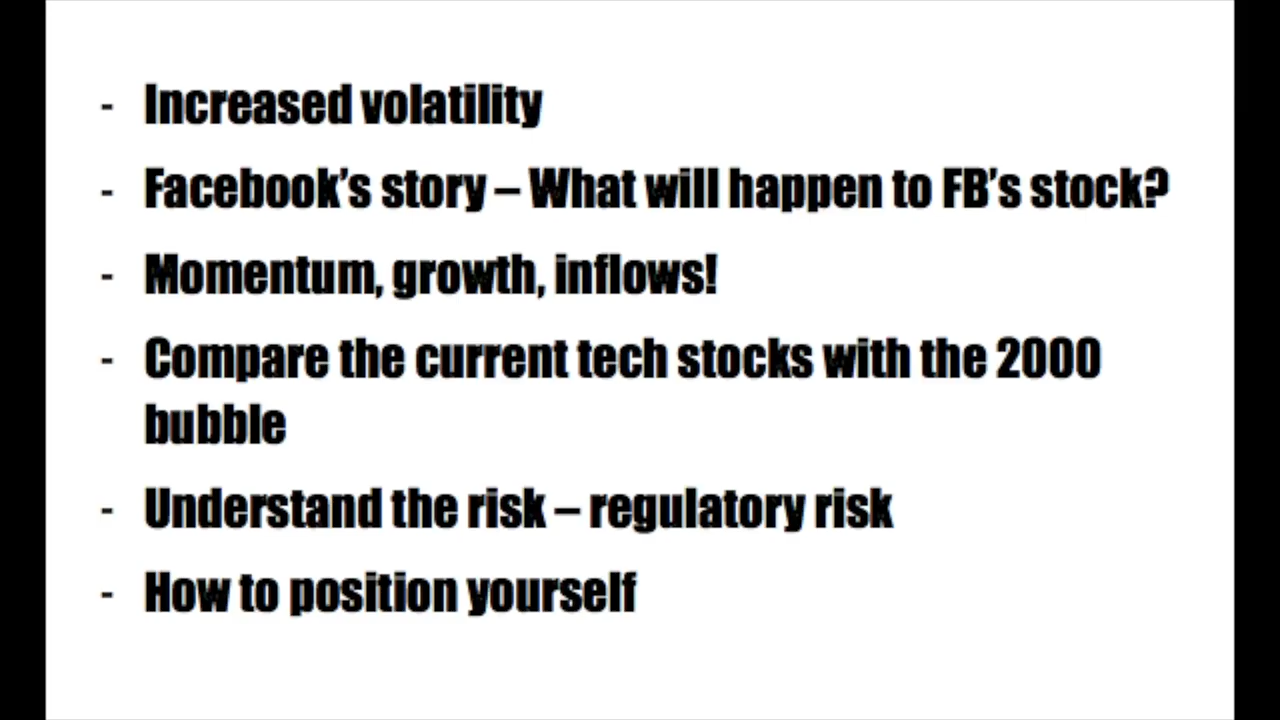 - Increased volatility
- Facebook’s story – What will happen to FB’s stock?
- Momentum, growth, inflows!
- Compare the current tech stocks with the 2000
bubble
- Understand the risk – regulatory risk
- How to position yourself